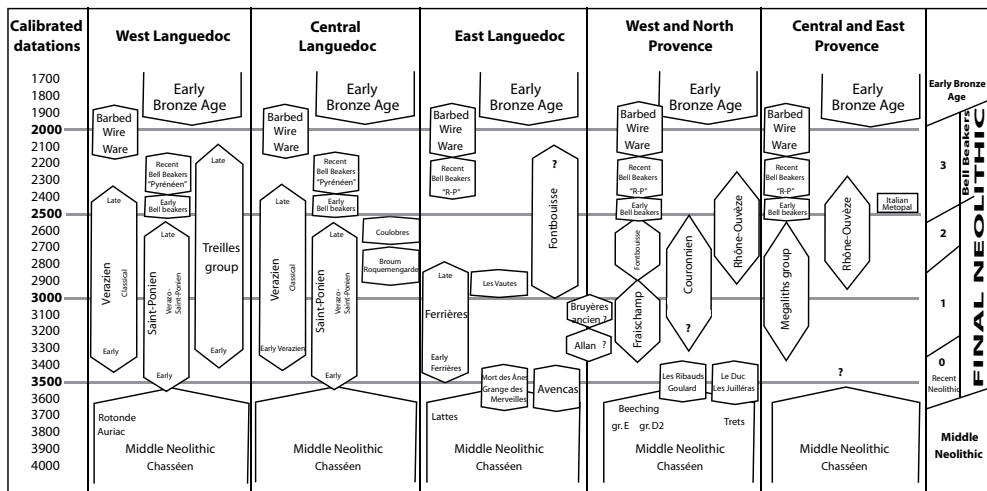 Calibrated
datations
West Languedoc
Central
Languedoc
East Languedoc
West and North
Provence
Central and East
Provence
1700
1800
1900
2000
2100
2200
2300
2400
2500
2600
2700
2800
2900
3000
3100
3200
3300
3400
3500
3600
3700
3800
3900
4000
Early
Bronze Age
Barbed
Wire
Ware
Recent
Bell Beakers
"Pyrénéen"
Early
Bell beakers
Late
Verazien
Classical
Early
Late
Saint-Ponien
Verazo-
Saint-Ponien
Early
Late
Treilles
group
Early
Rotonde
Auriac
Middle Neolithic
Chasséen
Early
Bronze Age
Barbed
Wire
Ware
Recent
Bell Beakers
"Pyrénéen"
Early
Bell beakers
Late
Verazien
Classical
Early Verazien
Late
Saint-Ponien
Verazo-
Saint-Ponien
Early
Coulobres
Broum
Roquemengarde
Middle Neolithic
Chasséen
Early
Bronze Age
Barbed
Wire
Ware
Recent
Bell Beakers
"R-P"
?
Fontbouisse
Late
Ferrières
Early
Ferrières
Les Vautes
Bruyères
ancien ?
Allan ?
Mort des Ânes
Grange des
Merveilles
Avencas
Lattes
Middle Neolithic
Chasséen
Early
Bronze Age
Barbed
Wire
Ware
Recent
Bell Beakers
"R-P"
Early
Bell beakers
Fontbouisse
Fraischamp
Couronnien
?
Rhône-Ouvèze
Les Ribauds
Goulard
Le Duc
Les Juilléras
Beeching
gr. E gr. D2
Trets
Middle Neolithic
Chasséen
Early
Bronze Age
Barbed
Wire
Ware
Recent
Bell Beakers
"R-P"
Early
Bell beakers
Megaliths group
Rhône-Ouvèze
Italian
Metopal
?
Middle Neolithic
Chasséen
Early Bronze
Age
Bell Beakers
3
2
1
0
Recent
Neolithic
FINAL NEOLITHIC
Middle
Neolithic